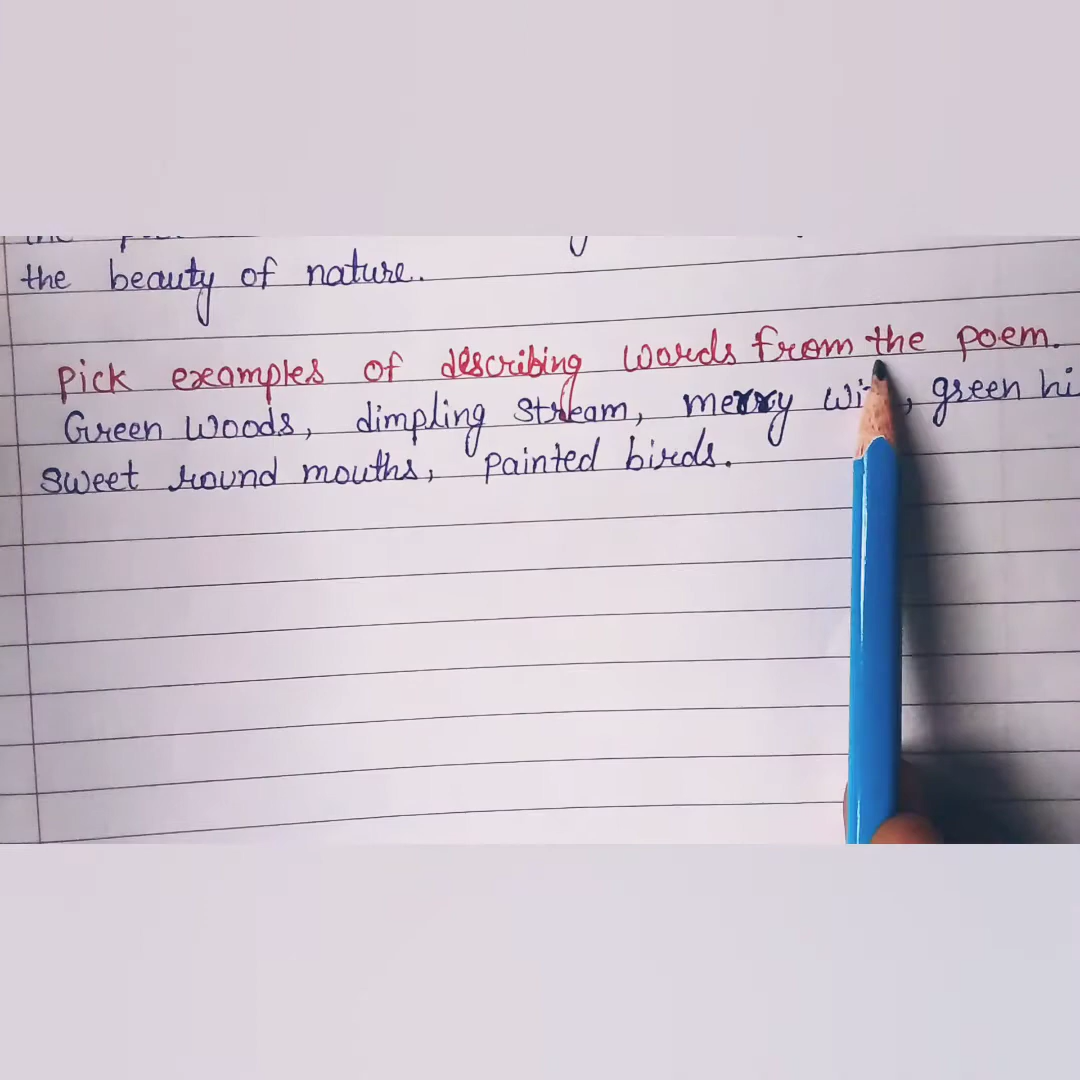 the beauty of nature.
Pick examples of describing words from the poem.
Green woods, dimpling stream, merry green
sweet round mouths, painted birds.